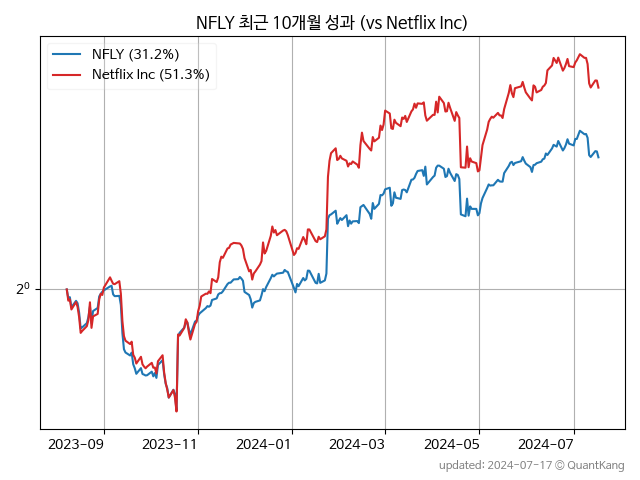 NFLY 최근 10개월 성과 (vs Netflix Inc)
NFLY (31.2%)
Netflix Inc (51.3%)
2⁰
2023-09 2023-11 2024-01 2024-03 2024-05 2024-07
updated: 2024-07-17 © QuantKang